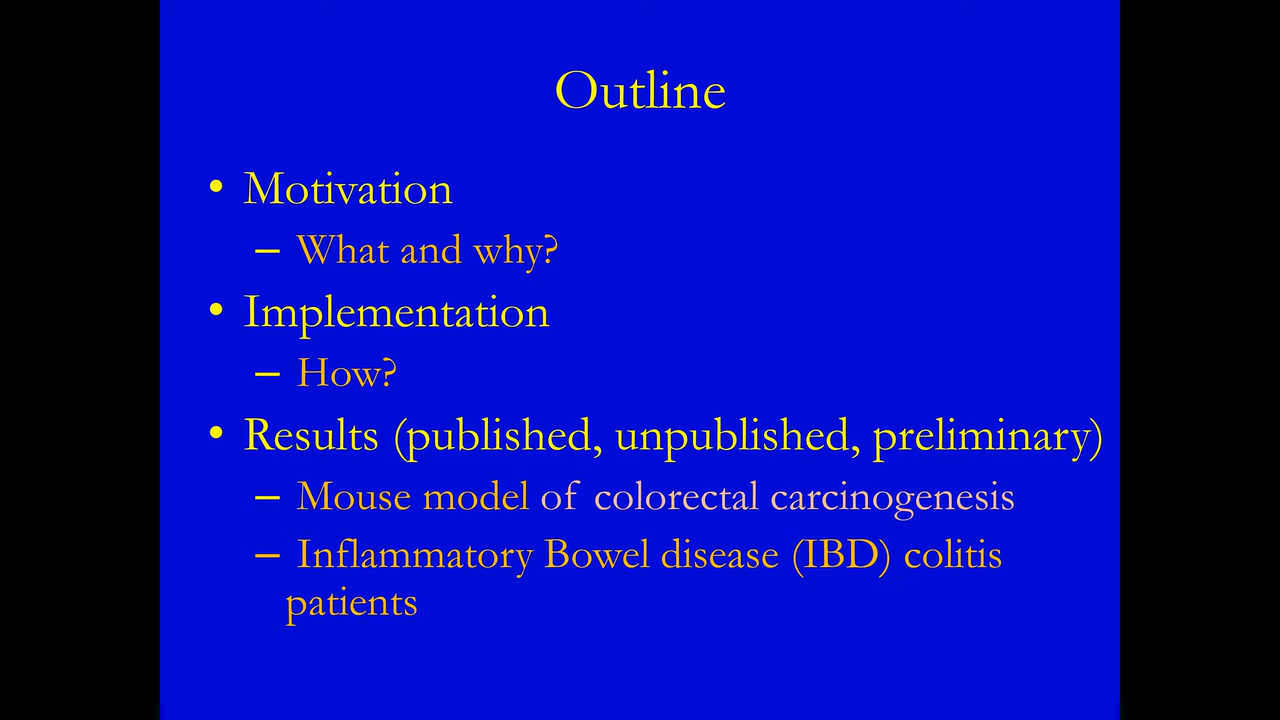 Outline
• Motivation
– What and why?
• Implementation
– How?
• Results (published, unpublished, preliminary)
– Mouse model of colorectal carcinogenesis
– Inflammatory Bowel disease (IBD) colitis
patients